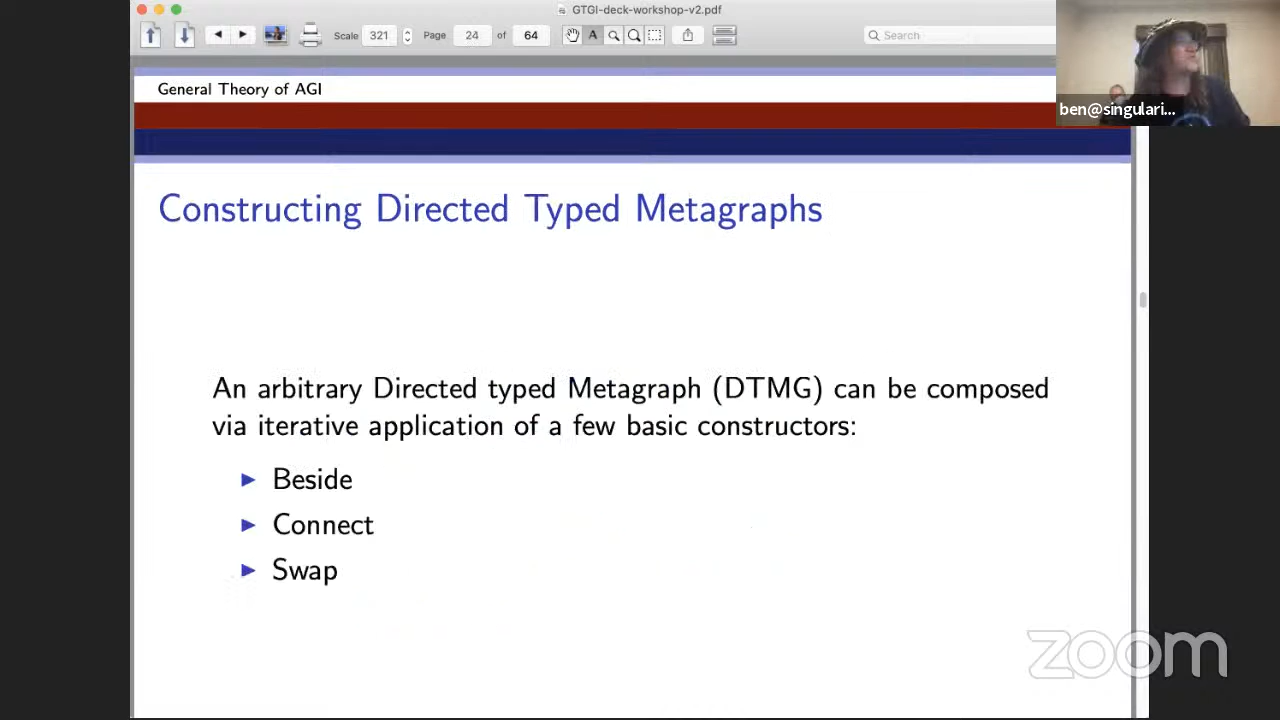 GTGI-deck-workshop-v2.pdf
Scale 321 Page 24 of 64 A Search
General Theory of AGI
ben@singulari...
Constructing Directed Typed Metagraphs
An arbitrary Directed typed Metagraph (DTMG) can be composed
via iterative application of a few basic constructors:
Beside
Connect
Swap
zoom